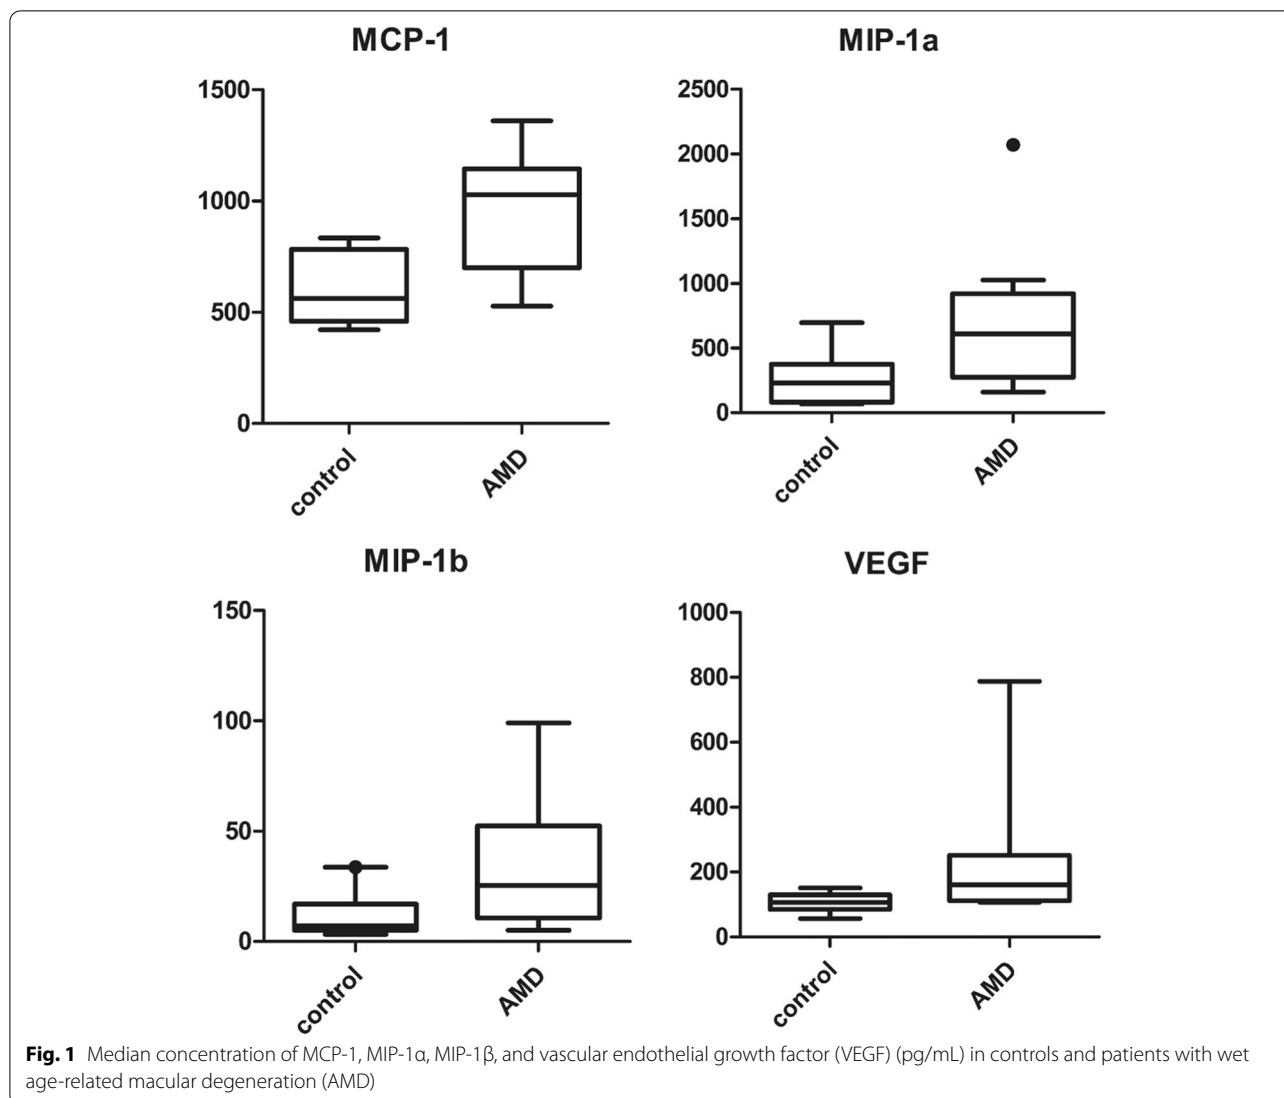 MCP-1
1500
1000
500
0
control
AMD
MIP-1a
2500
2000
1500
1000
500
0
control
AMD
MIP-1b
150
100
50
0
control
AMD
VEGF
1000
800
600
400
200
0
control
AMD
Fig. 1 Median concentration of MCP-1, MIP-1α, MIP-1β, and vascular endothelial growth factor (VEGF) (pg/mL) in controls and patients with wet
age-related macular degeneration (AMD)